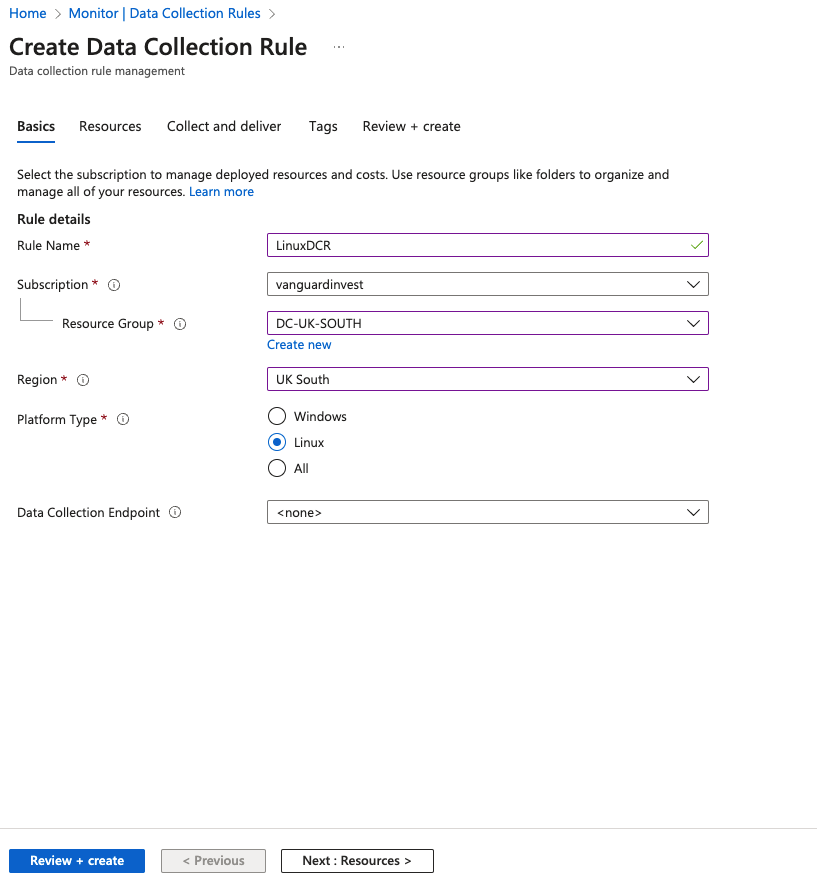 Home > Monitor | Data Collection Rules >
Create Data Collection Rule ...
Data collection rule management
Basics Resources Collect and deliver Tags Review + create
Select the subscription to manage deployed resources and costs. Use resource groups like folders to organize and
manage all of your resources. Learn more
Rule details
Rule Name * LinuxDCR
Subscription * vanguardinvest
Resource Group * DC-UK-SOUTH
Create new
Region * UK South
Platform Type * Windows
Linux
All
Data Collection Endpoint <none>
Review + create < Previous Next : Resources >